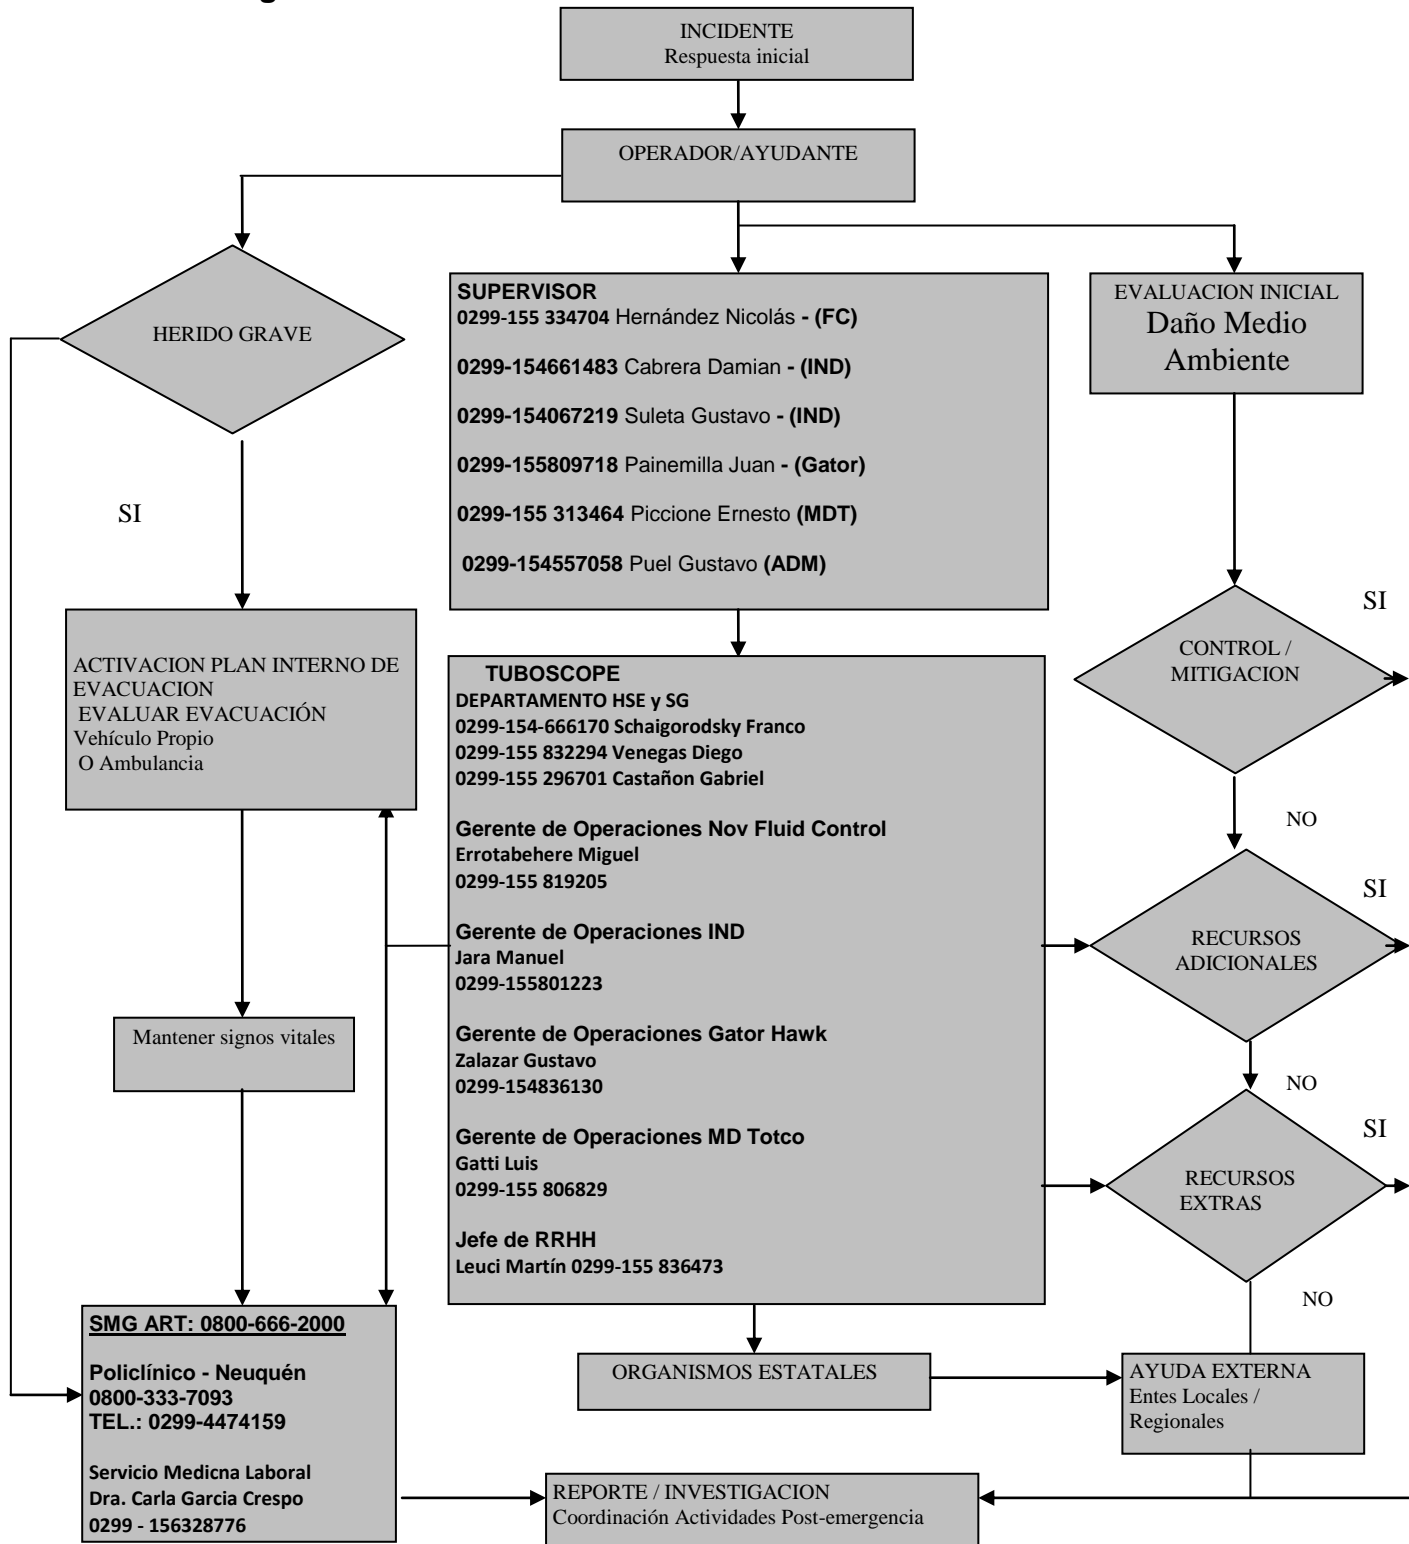 INCIDENTE
Respuesta inicial
OPERADOR/AYUDANTE
HERIDO GRAVE
SUPERVISOR
0299-155 334704 Hernández Nicolás - (FC)
0299-154661483 Cabrera Damian - (IND)
0299-154067219 Suleta Gustavo - (IND)
0299-155809718 Painemilla Juan - (Gator)
0299-155 313464 Piccione Ernesto (MDT)
0299-154557058 Puel Gustavo (ADM)
EVALUACION INICIAL
Daño Medio
Ambiente
SI
SI
CONTROL /
MITIGACION
ACTIVACION PLAN INTERNO DE
EVACUACION
EVALUAR EVACUACIÓN
Vehículo Propio
O Ambulancia
TUBOSCOPE
DEPARTAMENTO HSE y SG
0299-154-666170 Schaigorodsky Franco
0299-155 832294 Venegas Diego
0299-155 296701 Castañon Gabriel
Gerente de Operaciones Nov Fluid Control
Errotabehere Miguel
0299-155 819205
Gerente de Operaciones IND
Jara Manuel
0299-155801223
Gerente de Operaciones Gator Hawk
Zalazar Gustavo
0299-154836130
Gerente de Operaciones MD Totco
Gatti Luis
0299-155 806829
Jefe de RRHH
Leuci Martín 0299-155 836473
NO
SI
RECURSOS
ADICIONALES
NO
SI
RECURSOS
EXTRAS
NO
Mantener signos vitales
SMG ART: 0800-666-2000
Policlínico - Neuquén
0800-333-7093
TEL.: 0299-4474159
Servicio Medicna Laboral
Dra. Carla Garcia Crespo
0299 - 156328776
ORGANISMOS ESTATALES
AYUDA EXTERNA
Entes Locales /
Regionales
REPORTE / INVESTIGACION
Coordinación Actividades Post-emergencia